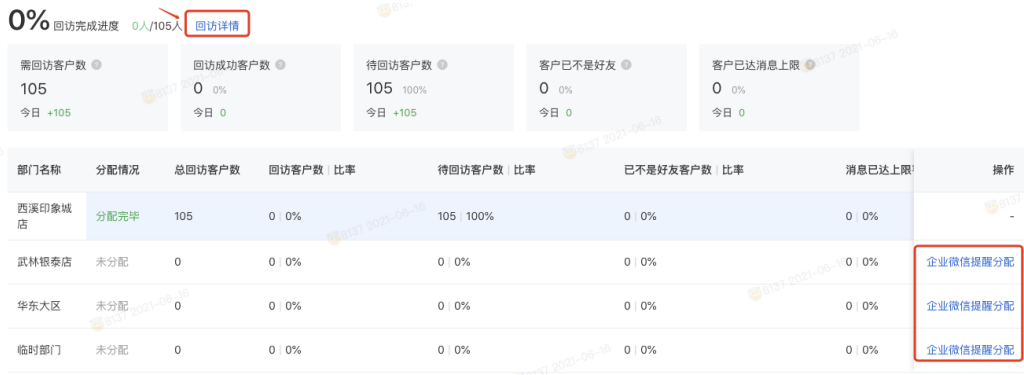 0% 回访完成进度 0人/105人 回访详情
需回访客户数 ?
105
今日 +105
回访成功客户数 ?
0 0%
今日 0
待回访客户数 ?
105 100%
今日 +105
客户已不是好友 ?
0 0%
今日 0
客户已达消息上限 ?
0 0%
今日 0
部门名称 分配情况 总回访客户数 回访客户数 | 比率 待回访客户数 | 比率 已不是好友客户数 | 比率 消息已达上限 操作
西溪印象城
店
分配完毕 105 0 | 0% 105 | 100% 0 | 0% 0 | 0% -
武林银泰店 未分配 0 0 | 0% 0 | 0% 0 | 0% 0 | 0% 企业微信提醒分配
华东大区 未分配 0 0 | 0% 0 | 0% 0 | 0% 0 | 0% 企业微信提醒分配
临时部门 未分配 0 0 | 0% 0 | 0% 0 | 0% 0 | 0% 企业微信提醒分配
8137 2021-06-16